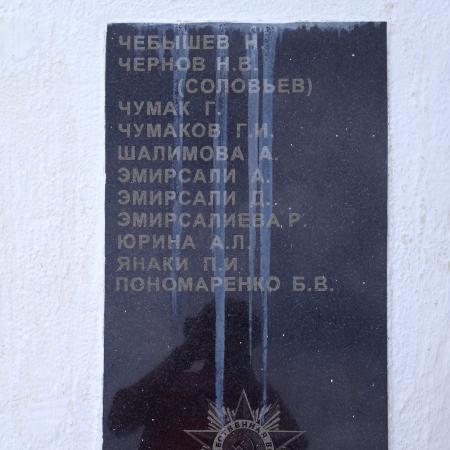 ЧЕБЫШЕВ Н.
ЧЕРНОВ Н.В.
(СОЛОВЬЕВ)
ЧУМАК Г.
ЧУМАКОВ Г.И.
ШАЛИМОВА А.
ЭМИРСАЛИ А.
ЭМИРСАЛИ Д.
ЭМИРСАЛИЕВА Р.
ЮРИНА А.Л.
ЯНАКИ П.И.
ПОНОМАРЕНКО Б.В.